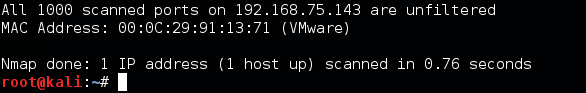 All 1000 scanned ports on 192.168.75.143 are unfiltered
MAC Address: 00:0C:29:91:13:71 (VMware)
Nmap done: 1 IP address (1 host up) scanned in 0.76 seconds
root@kali:~#